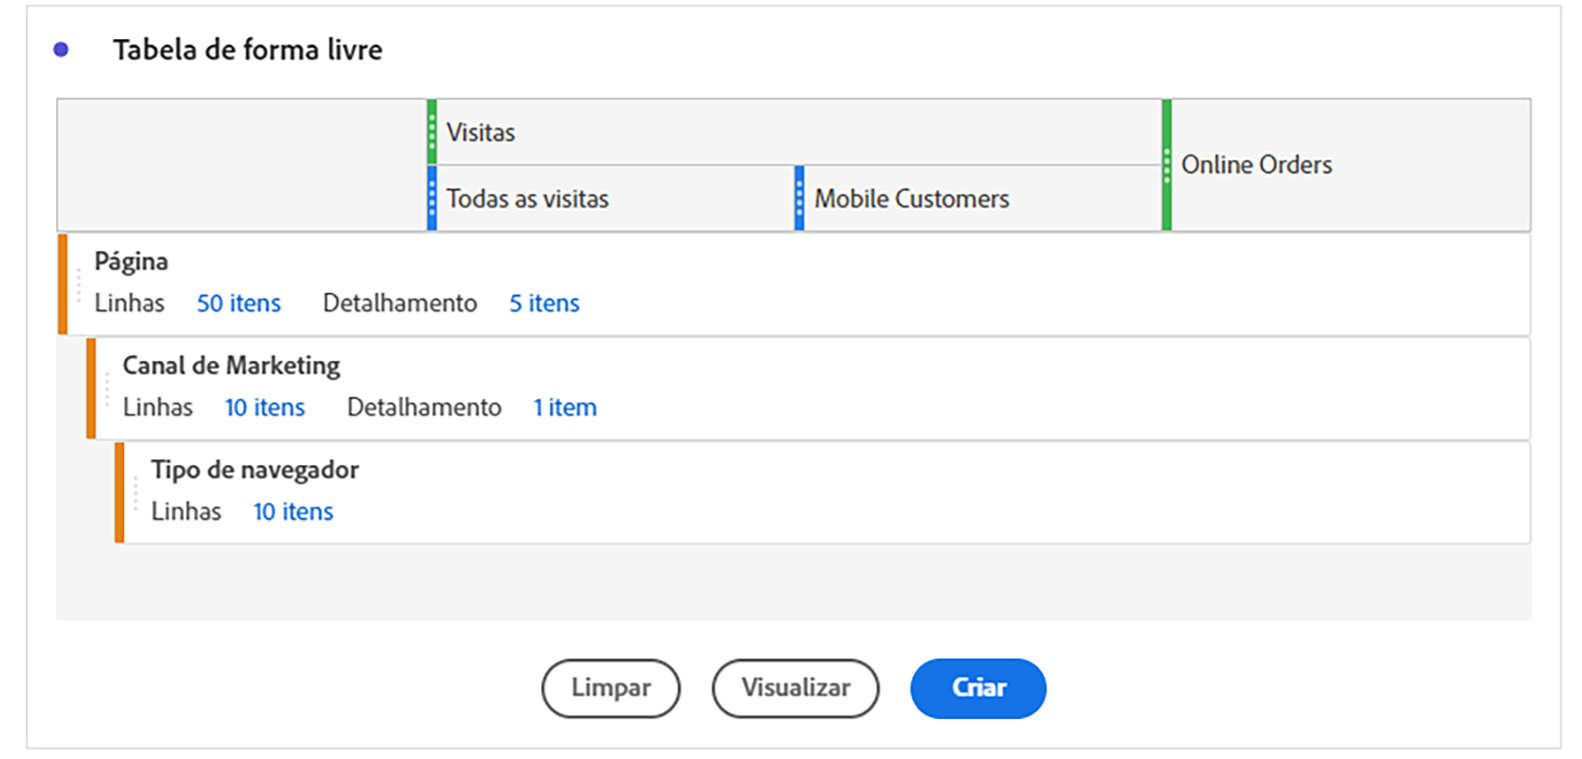 Tabela de forma livre
Visitas
Online Orders
Todas as visitas Mobile Customers
Página
Linhas 50 itens Detalhamento 5 itens
Canal de Marketing
Linhas 10 itens Detalhamento 1 item
Tipo de navegador
Linhas 10 itens
Limpar Visualizar Criar